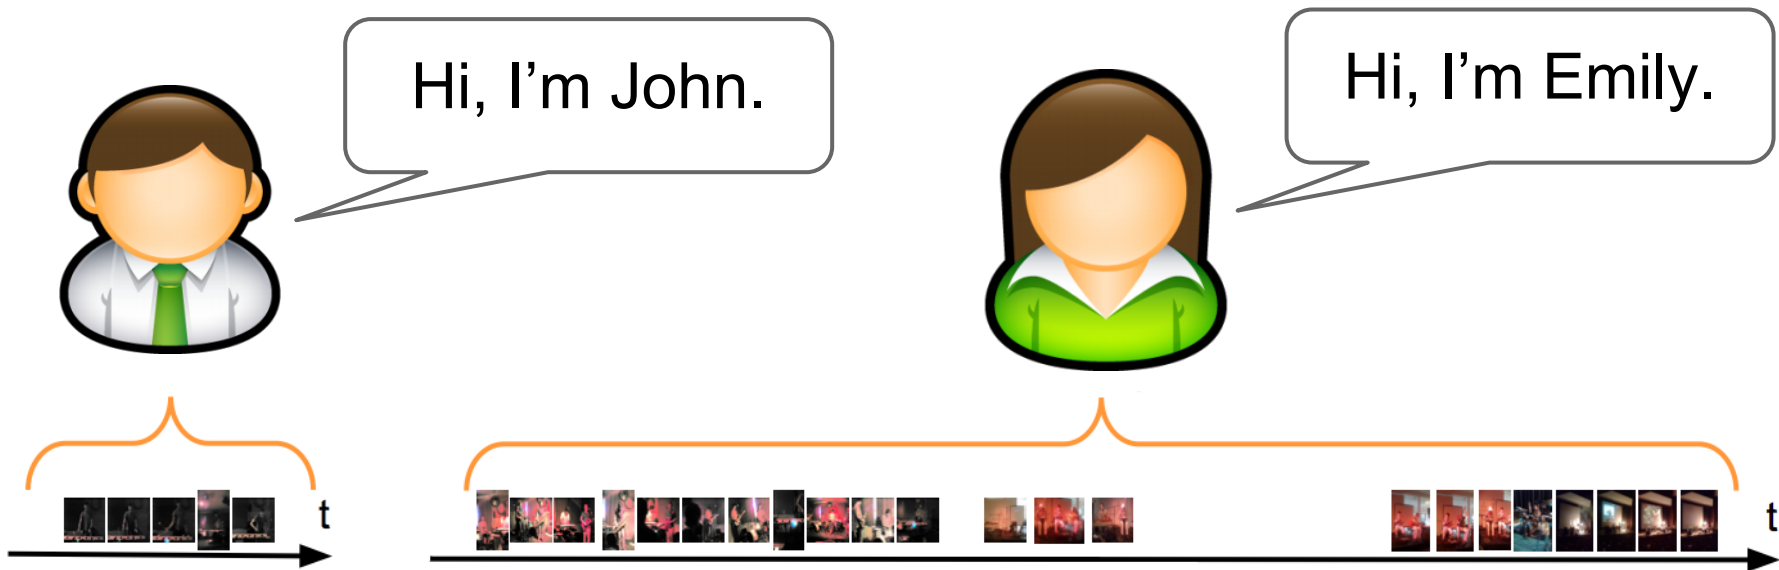 Hi, I’m John.
Hi, I’m Emily.
t
t